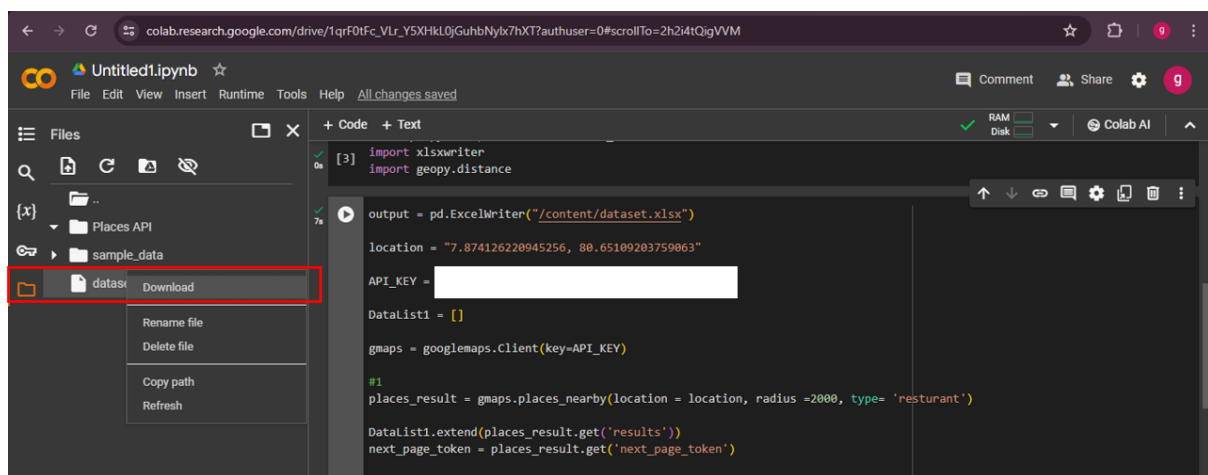 colab.research.google.com/drive/1qrF0tFc_VLr_Y5XHkL0jGuhbNylx7hXT?authuser=0#scrollTo=2h2i4tQigVVM
g
Untitled1.ipynb
Comment
Share
g
File Edit View Insert Runtime Tools Help All changes saved
Files
+ Code + Text
RAM
Disk
Colab AI
0s
[3]
import xlsxwriter
import geopy.distance
..
{x}
Places API
sample_data
datase
Download
Rename file
Delete file
Copy path
Refresh
7s
output = pd.ExcelWriter("/content/dataset.xlsx")
location = "7.874126220945256, 80.65109203759063"
API_KEY =
DataList1 = []
gmaps = googlemaps.Client(key=API_KEY)
#1
places_result = gmaps.places_nearby(location = location, radius =2000, type= 'resturant')
DataList1.extend(places_result.get('results'))
next_page_token = places_result.get('next_page_token')